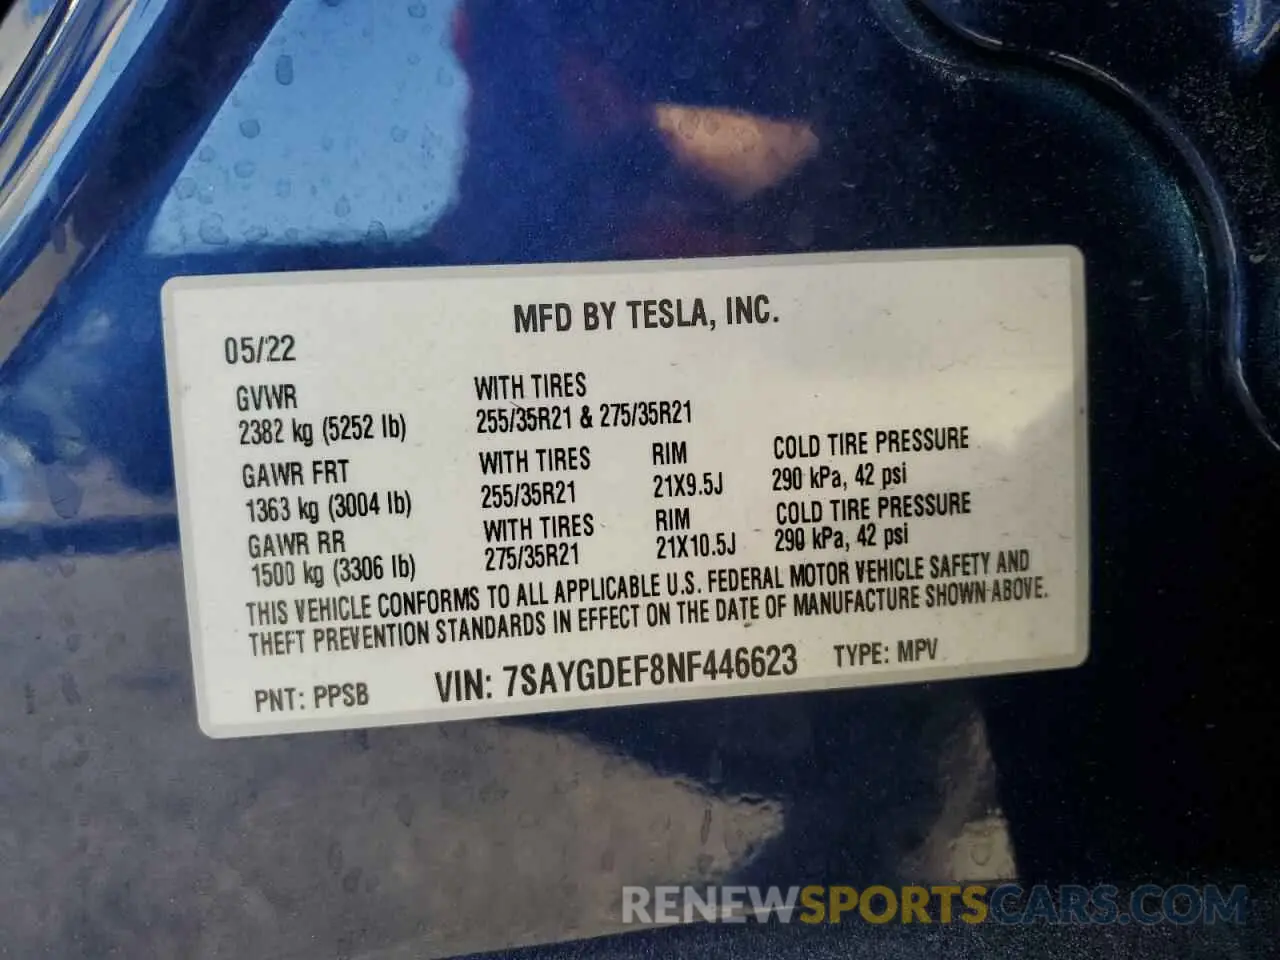 MFD BY TESLA, INC.
05/22
GVWR WITH TIRES
2382 kg (5252 lb) 255/35R21 & 275/35R21
GAWR FRT WITH TIRES RIM COLD TIRE PRESSURE
1363 kg (3004 lb) 255/35R21 21X9.5J 290 kPa, 42 psi
GAWR RR WITH TIRES RIM COLD TIRE PRESSURE
1500 kg (3306 lb) 275/35R21 21X10.5J 290 kPa, 42 psi
THIS VEHICLE CONFORMS TO ALL APPLICABLE U.S. FEDERAL MOTOR VEHICLE SAFETY AND
THEFT PREVENTION STANDARDS IN EFFECT ON THE DATE OF MANUFACTURE SHOWN ABOVE.
PNT: PPSB VIN: 7SAYGDEF8NF446623 TYPE: MPV
RENEWSPORTSCARS.COM